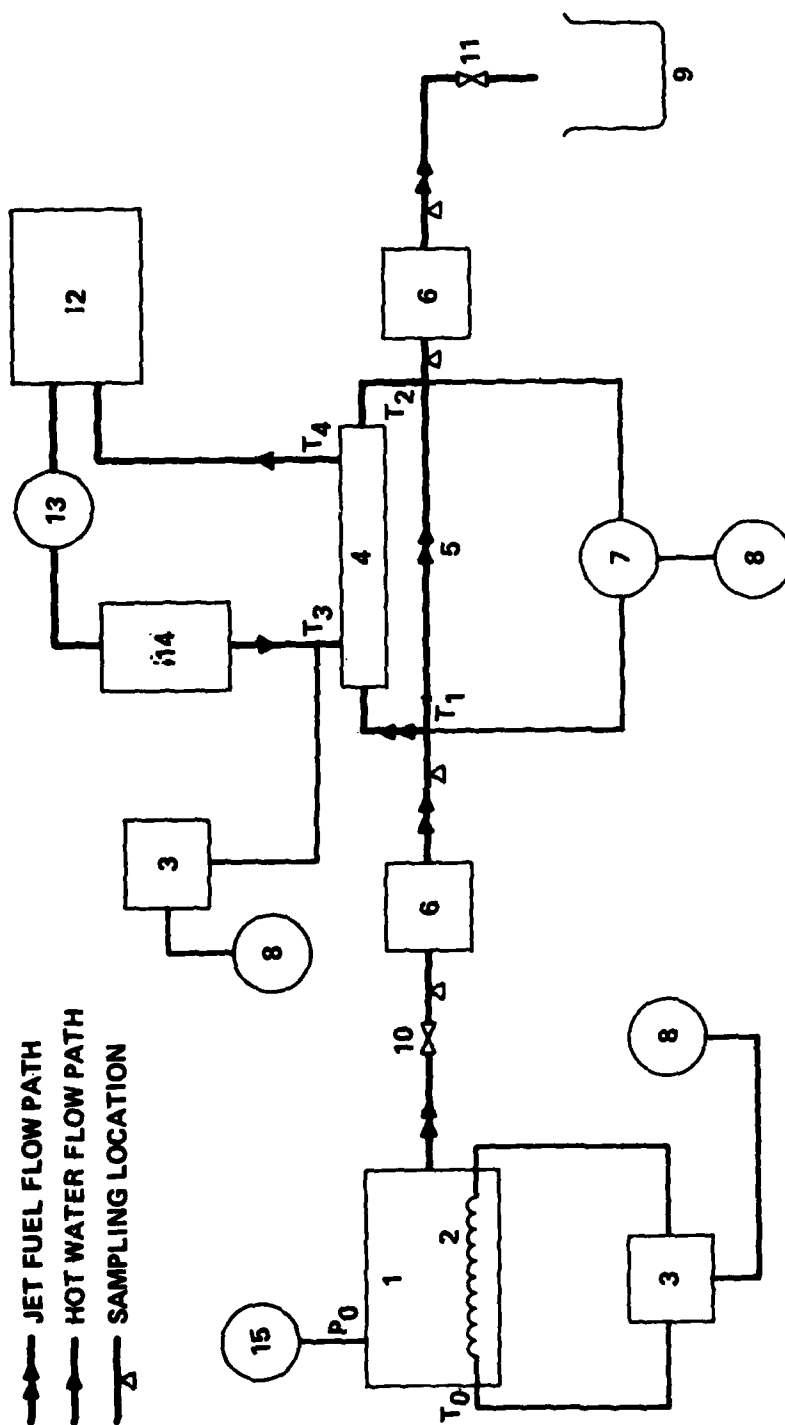 JET FUEL FLOW PATH
HOT WATER FLOW PATH
SAMPLING LOCATION
15
P0
1
2
T0
3
8
10
6
3
8
14
13
12
T3
T4
4
T1
T2
5
7
8
6
11
9